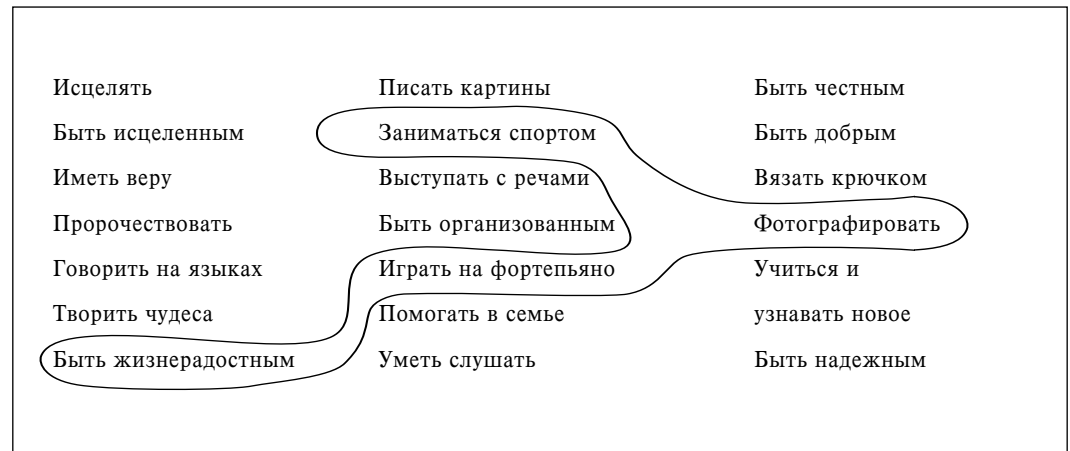 Исцелять
Быть исцеленным
Иметь веру
Пророчествовать
Говорить на языках
Творить чудеса
Быть жизнерадостным
Писать картины
Заниматься спортом
Выступать с речами
Быть организованным
Играть на фортепьяно
Помогать в семье
Уметь слушать
Быть честным
Быть добрым
Вязать крючком
Фотографировать
Учиться и
узнавать новое
Быть надежным